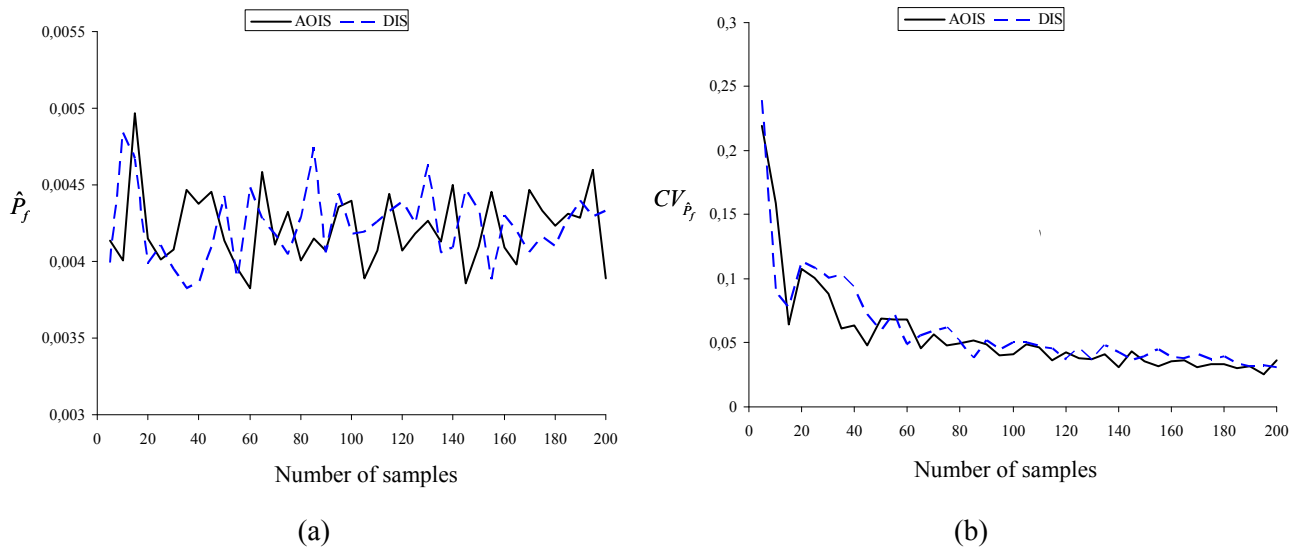 AOIS DIS
0,0055
0,005
0,0045
0,004
0,0035
0,003
P̂f
0 20 40 60 80 100 120 140 160 180 200
Number of samples
(a)
AOIS DIS
0,3
0,25
0,2
0,15
0,1
0,05
0
CV P̂f
0 20 40 60 80 100 120 140 160 180 200
Number of samples
(b)